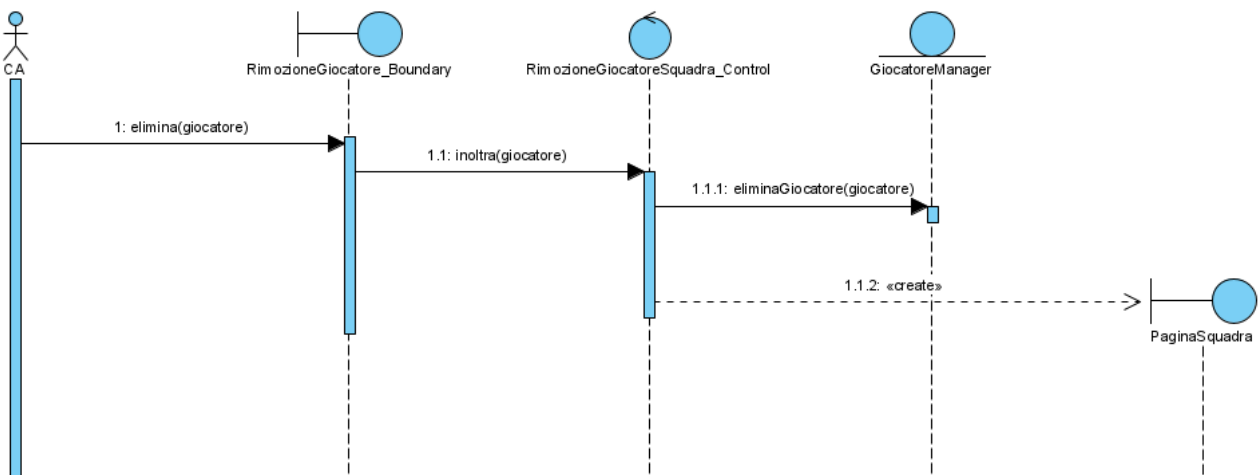 CA
RimozioneGiocatore_Boundary
RimozioneGiocatoreSquadra_Control
GiocatoreManager
1: elimina(giocatore)
1.1: inoltra(giocatore)
1.1.1: eliminaGiocatore(giocatore)
1.1.2: «create»
PaginaSquadra